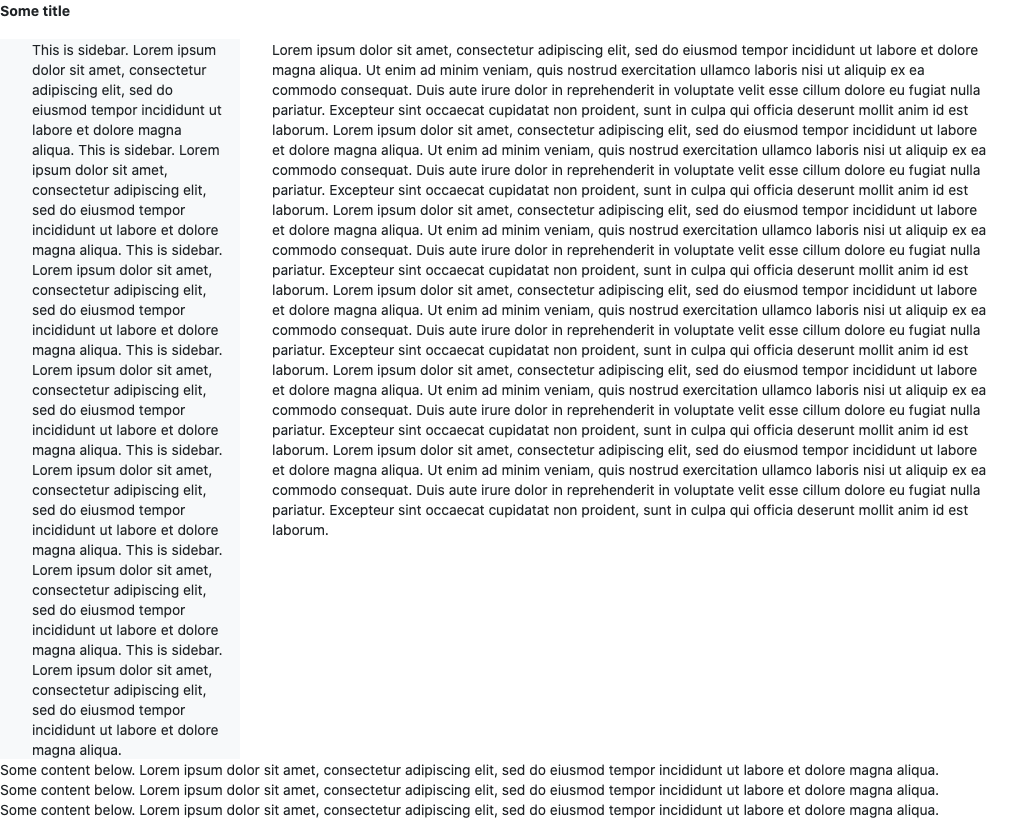 Some title
This is sidebar. Lorem ipsum
dolor sit amet, consectetur
adipiscing elit, sed do
eiusmod tempor incididunt ut
labore et dolore magna
aliqua. This is sidebar. Lorem
ipsum dolor sit amet,
consectetur adipiscing elit,
sed do eiusmod tempor
incididunt ut labore et dolore
magna aliqua. This is sidebar.
Lorem ipsum dolor sit amet,
consectetur adipiscing elit,
sed do eiusmod tempor
incididunt ut labore et dolore
magna aliqua. This is sidebar.
Lorem ipsum dolor sit amet,
consectetur adipiscing elit,
sed do eiusmod tempor
incididunt ut labore et dolore
magna aliqua. This is sidebar.
Lorem ipsum dolor sit amet,
consectetur adipiscing elit,
sed do eiusmod tempor
incididunt ut labore et dolore
magna aliqua. This is sidebar.
Lorem ipsum dolor sit amet,
consectetur adipiscing elit,
sed do eiusmod tempor
incididunt ut labore et dolore
magna aliqua. This is sidebar.
Lorem ipsum dolor sit amet,
consectetur adipiscing elit,
sed do eiusmod tempor
incididunt ut labore et dolore
magna aliqua.
Lorem ipsum dolor sit amet, consectetur adipiscing elit, sed do eiusmod tempor incididunt ut labore et dolore
magna aliqua. Ut enim ad minim veniam, quis nostrud exercitation ullamco laboris nisi ut aliquip ex ea
commodo consequat. Duis aute irure dolor in reprehenderit in voluptate velit esse cillum dolore eu fugiat nulla
pariatur. Excepteur sint occaecat cupidatat non proident, sunt in culpa qui officia deserunt mollit anim id est
laborum. Lorem ipsum dolor sit amet, consectetur adipiscing elit, sed do eiusmod tempor incididunt ut labore
et dolore magna aliqua. Ut enim ad minim veniam, quis nostrud exercitation ullamco laboris nisi ut aliquip ex ea
commodo consequat. Duis aute irure dolor in reprehenderit in voluptate velit esse cillum dolore eu fugiat nulla
pariatur. Excepteur sint occaecat cupidatat non proident, sunt in culpa qui officia deserunt mollit anim id est
laborum. Lorem ipsum dolor sit amet, consectetur adipiscing elit, sed do eiusmod tempor incididunt ut labore
et dolore magna aliqua. Ut enim ad minim veniam, quis nostrud exercitation ullamco laboris nisi ut aliquip ex ea
commodo consequat. Duis aute irure dolor in reprehenderit in voluptate velit esse cillum dolore eu fugiat nulla
pariatur. Excepteur sint occaecat cupidatat non proident, sunt in culpa qui officia deserunt mollit anim id est
laborum. Lorem ipsum dolor sit amet, consectetur adipiscing elit, sed do eiusmod tempor incididunt ut labore
et dolore magna aliqua. Ut enim ad minim veniam, quis nostrud exercitation ullamco laboris nisi ut aliquip ex ea
commodo consequat. Duis aute irure dolor in reprehenderit in voluptate velit esse cillum dolore eu fugiat nulla
pariatur. Excepteur sint occaecat cupidatat non proident, sunt in culpa qui officia deserunt mollit anim id est
laborum. Lorem ipsum dolor sit amet, consectetur adipiscing elit, sed do eiusmod tempor incididunt ut labore
et dolore magna aliqua. Ut enim ad minim veniam, quis nostrud exercitation ullamco laboris nisi ut aliquip ex ea
commodo consequat. Duis aute irure dolor in reprehenderit in voluptate velit esse cillum dolore eu fugiat nulla
pariatur. Excepteur sint occaecat cupidatat non proident, sunt in culpa qui officia deserunt mollit anim id est
laborum. Lorem ipsum dolor sit amet, consectetur adipiscing elit, sed do eiusmod tempor incididunt ut labore
et dolore magna aliqua. Ut enim ad minim veniam, quis nostrud exercitation ullamco laboris nisi ut aliquip ex ea
commodo consequat. Duis aute irure dolor in reprehenderit in voluptate velit esse cillum dolore eu fugiat nulla
pariatur. Excepteur sint occaecat cupidatat non proident, sunt in culpa qui officia deserunt mollit anim id est
laborum.
Some content below. Lorem ipsum dolor sit amet, consectetur adipiscing elit, sed do eiusmod tempor incididunt ut labore et dolore magna aliqua.
Some content below. Lorem ipsum dolor sit amet, consectetur adipiscing elit, sed do eiusmod tempor incididunt ut labore et dolore magna aliqua.
Some content below. Lorem ipsum dolor sit amet, consectetur adipiscing elit, sed do eiusmod tempor incididunt ut labore et dolore magna aliqua.